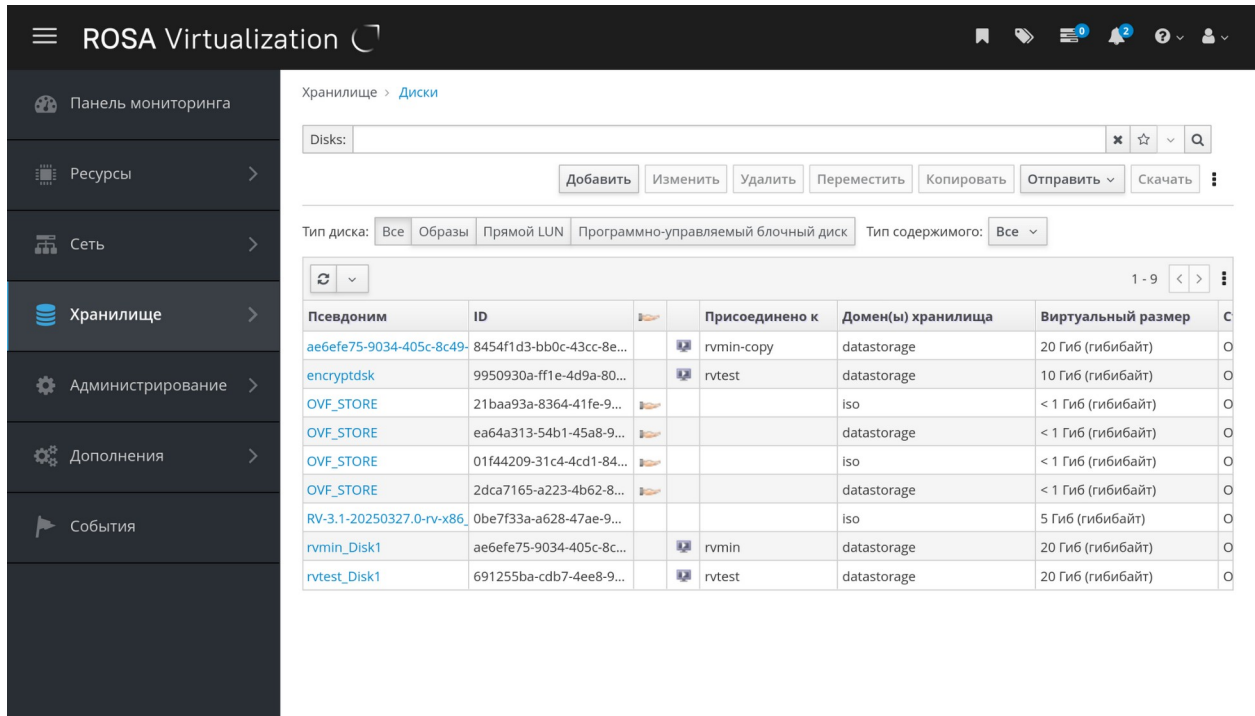 ROSA Virtualization
0
2
Панель мониторинга
Ресурсы
Сеть
Хранилище
Администрирование
Дополнения
События
Хранилище > Диски
Disks:
Добавить Изменить Удалить Переместить Копировать Отправить Скачать
Тип диска: Все Образы Прямой LUN Программно-управляемый блочный диск Тип содержимого: Все
1 - 9
Псевдоним ID Присоединено к Домен(ы) хранилища Виртуальный размер С
ae6efe75-9034-405c-8c49- 8454f1d3-bb0c-43cc-8e... rvmin-copy datastorage 20 Гиб (гибибайт) O
encryptdsk 9950930a-ff1e-4d9a-80... rvtest datastorage 10 Гиб (гибибайт) O
OVF_STORE 21baa93a-8364-41fe-9... iso < 1 Гиб (гибибайт) O
OVF_STORE ea64a313-54b1-45a8-9... datastorage < 1 Гиб (гибибайт) O
OVF_STORE 01f44209-31c4-4cd1-84... iso < 1 Гиб (гибибайт) O
OVF_STORE 2dca7165-a223-4b62-8... datastorage < 1 Гиб (гибибайт) O
RV-3.1-20250327.0-rv-x86_ 0be7f33a-a628-47ae-9... iso 5 Гиб (гибибайт) O
rvmin_Disk1 ae6efe75-9034-405c-8c... rvmin datastorage 20 Гиб (гибибайт) O
rvtest_Disk1 691255ba-cdb7-4ee8-9... rvtest datastorage 20 Гиб (гибибайт) O